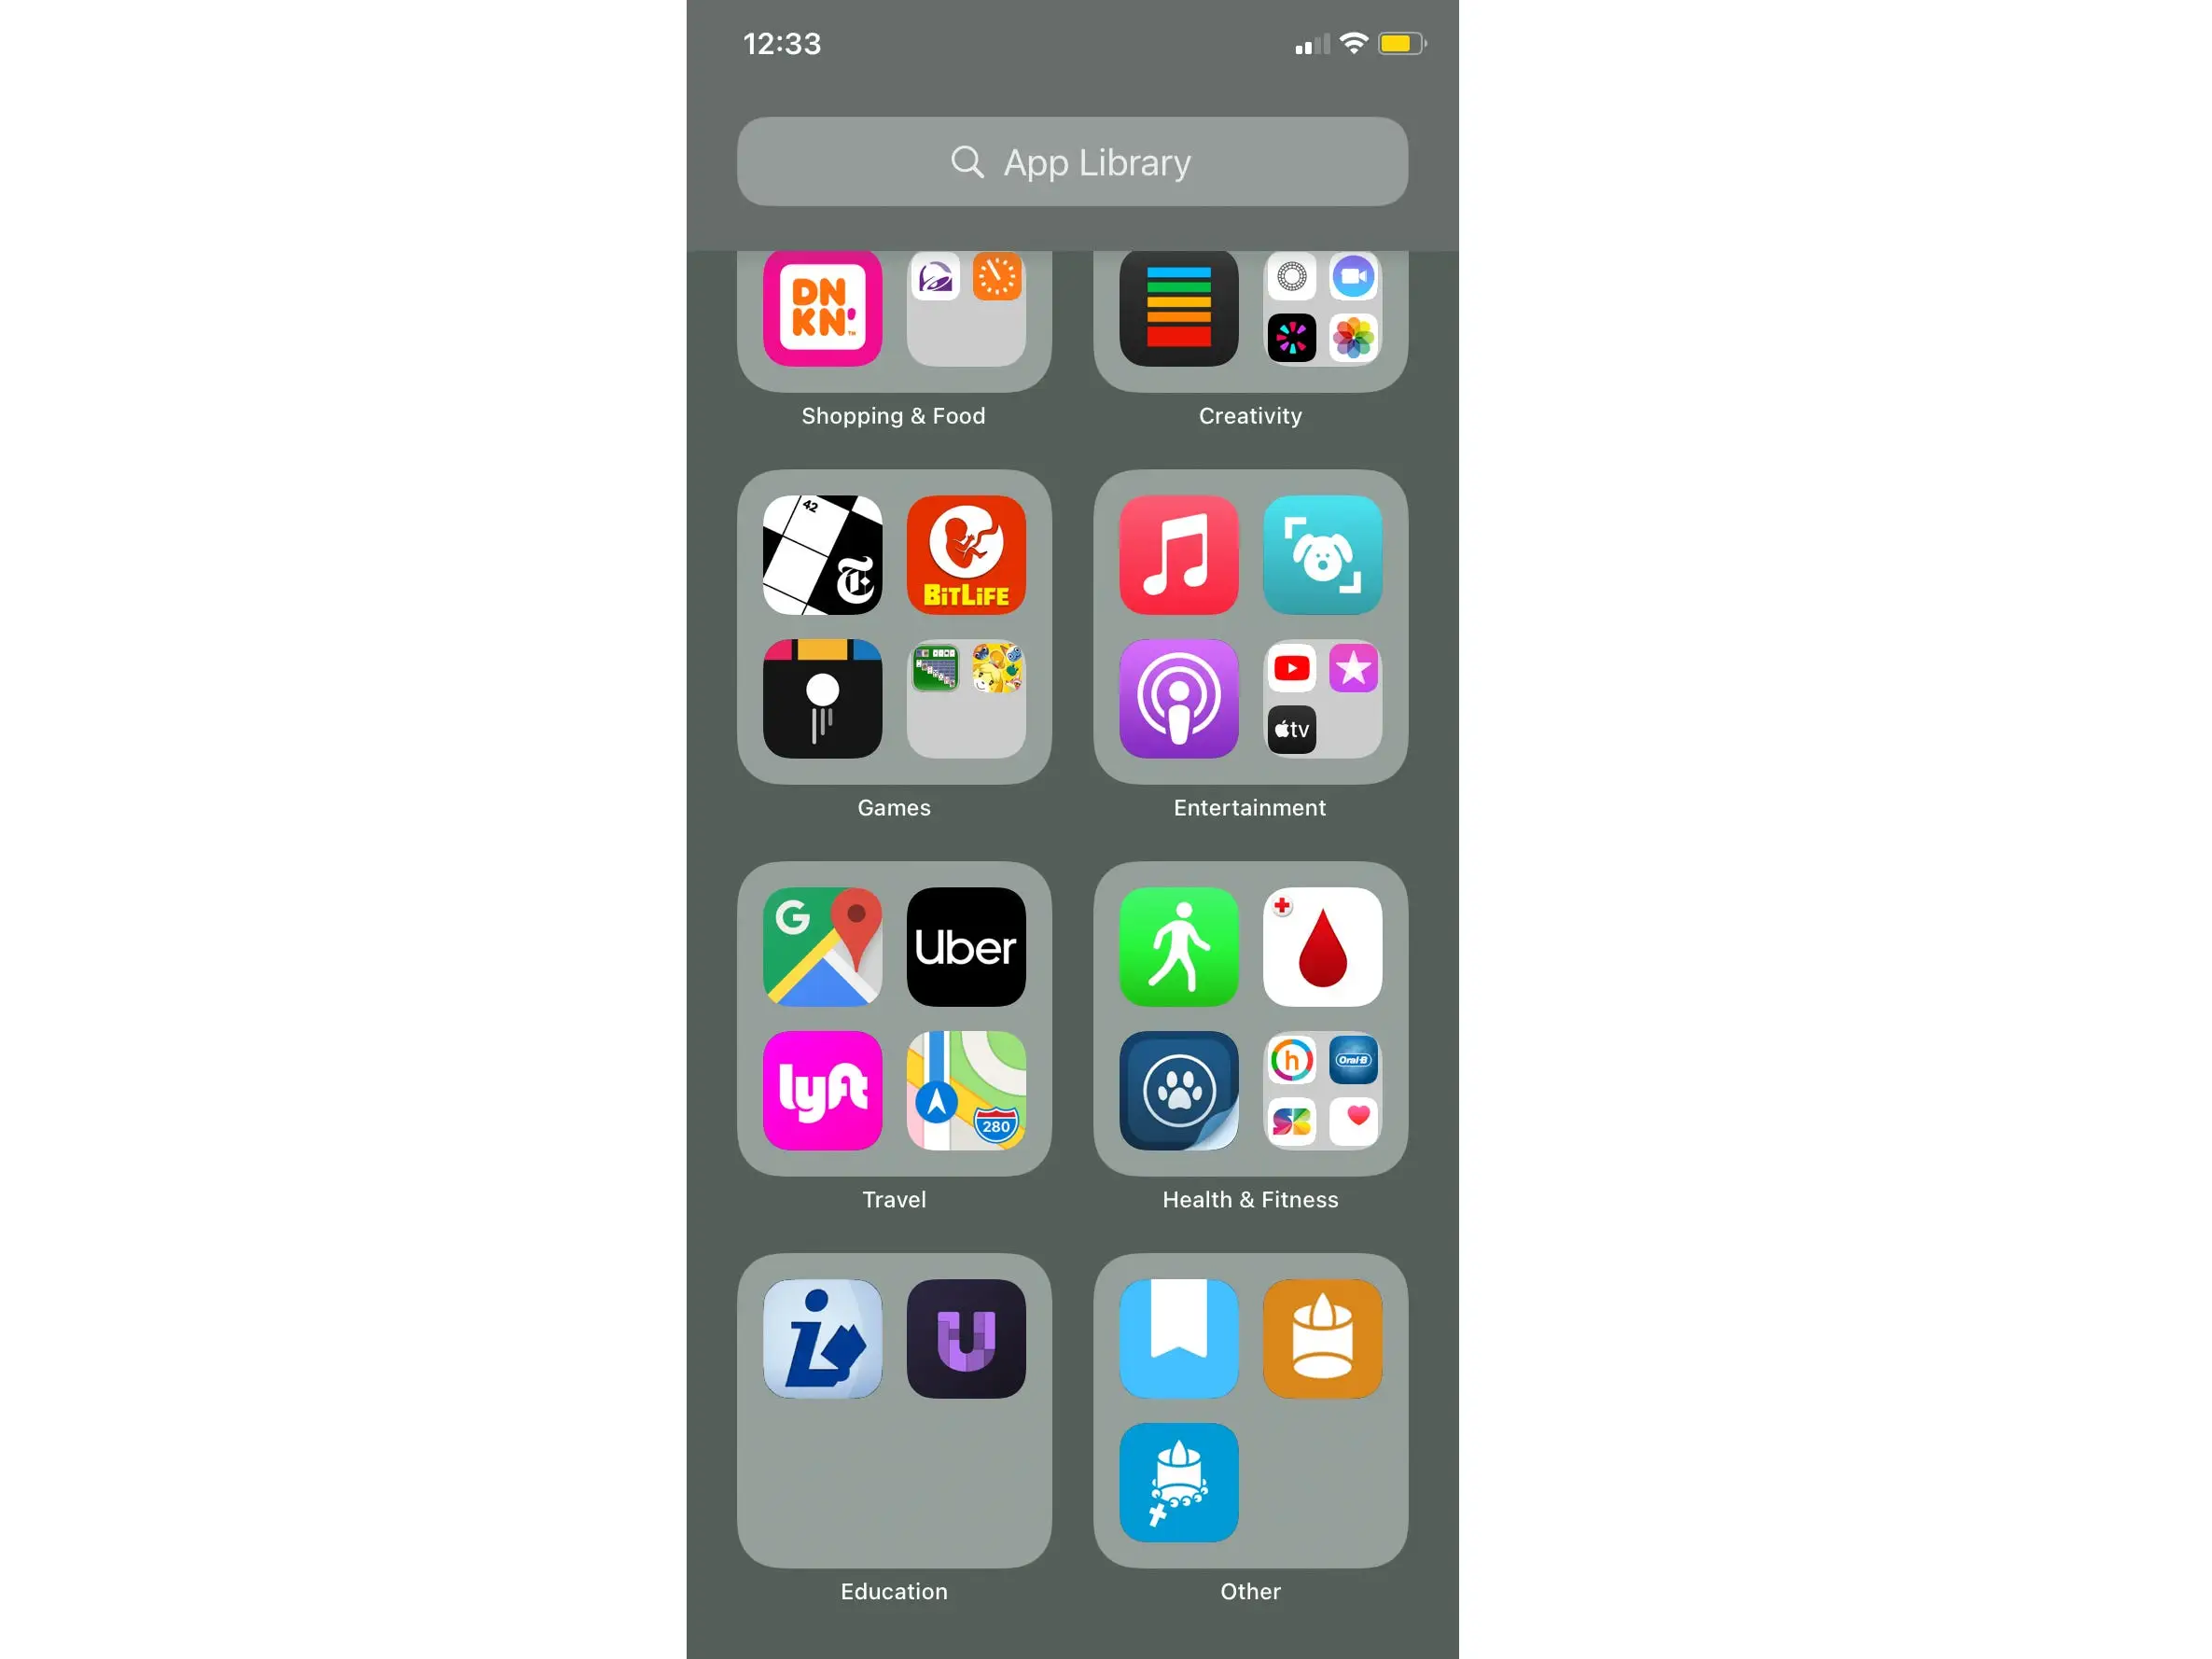 12:33
App Library
DN
KN'
TM
Shopping & Food
Creativity
42
T
BitLife
tv
Games
Entertainment
G
Uber
lyft
280
h
Oral-B
Travel
Health & Fitness
U
Education
Other